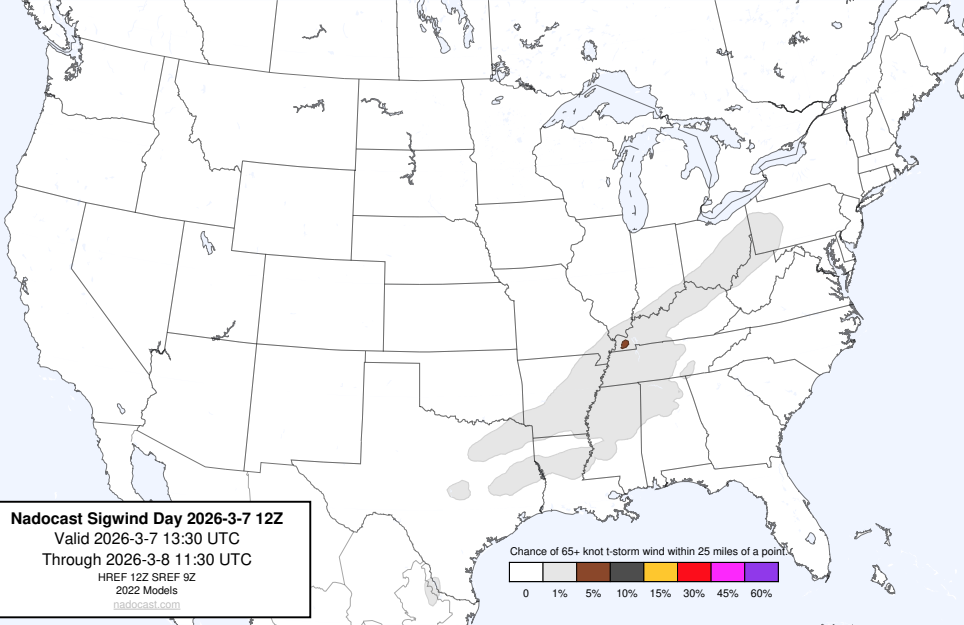 Nadocast Sigwind Day 2026-3-7 12Z
Valid 2026-3-7 13:30 UTC
Through 2026-3-8 11:30 UTC
HREF 12Z SREF 9Z
2022 Models
nadocast.com
Chance of 65+ knot t-storm wind within 25 miles of a point.
0 1% 5% 10% 15% 30% 45% 60%